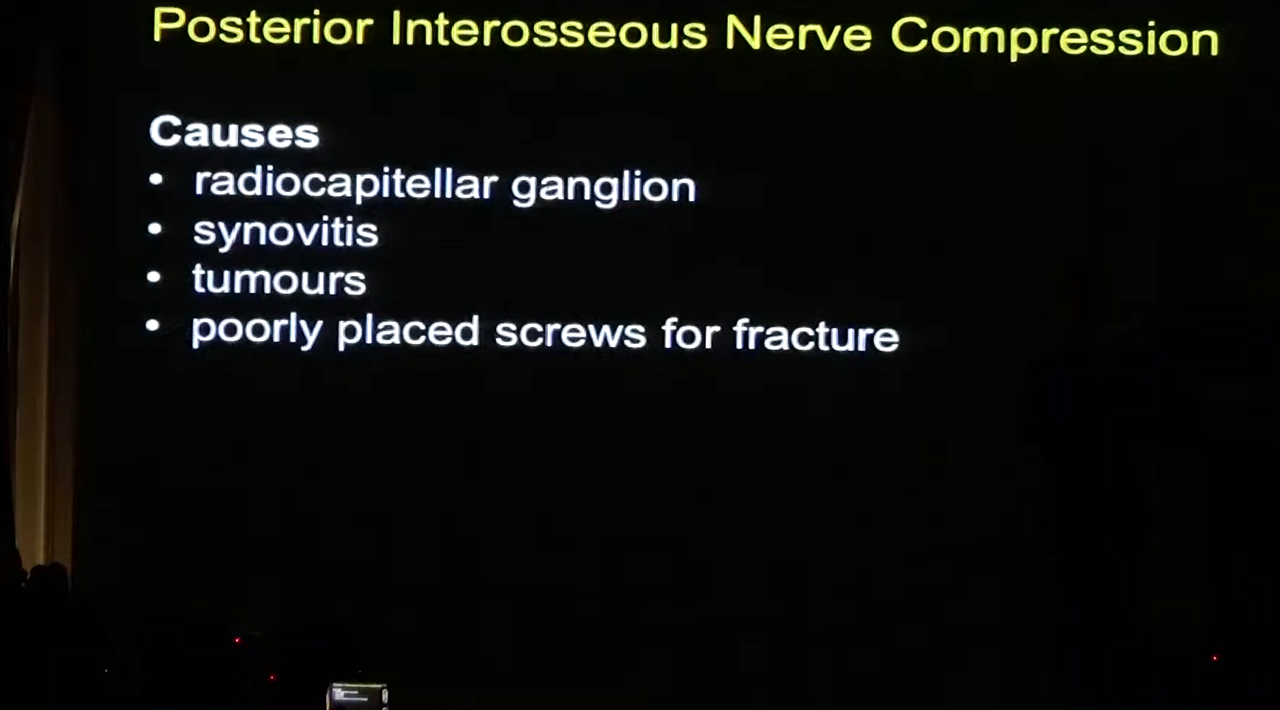 Posterior Interosseous Nerve Compression
Causes
• radiocapitellar ganglion
• synovitis
• tumours
• poorly placed screws for fracture